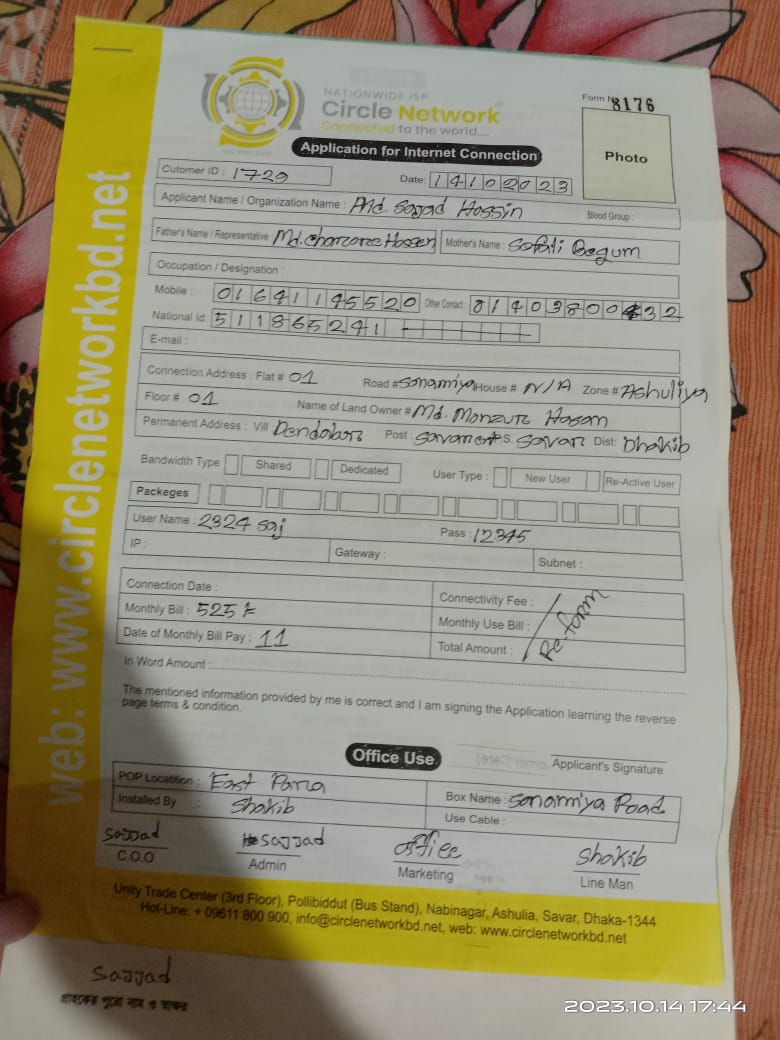 NATIONWIDE ISP
Circle Network
Connected to the world....
Form No 8176
Photo
Application for Internet Connection
Cutomer ID : 1729
Date: 14102023
Applicant Name / Organization Name : Md. Sajjad Hossin Blood Group :
Father's Name / Representative Md. Hossen Mother's Name : Sofali Begum
Occupation / Designation :
Mobile : 01641145520 Other Contact 01403800432
National Id: 511865241
E-mail :
Connection Address : Flat # 01 Road # Sonamiya House # N/A Zone # Ashuliya
Floor # 01 Name of Land Owner # Md. Monzuru Hasan
Permanent Address : Vill: Dendabor Post : Savar P.S. Savar Dist: Dhakib
Bandwidth Type Shared Dedicated User Type : New User Re-Active User
Packeges
User Name : 2324 saj Pass : 12345
IP : Gateway : Subnet :
Connection Date : Connectivity Fee :
Monthly Bill : 525 Monthly Use Bill :
Date of Monthly Bill Pay : 11 Total Amount :
Re-form
In Word Amount :
The mentioned information provided by me is correct and I am signing the Application learning the reverse
page terms & condition.
Applicant's Signature
Office Use
POP Locatition : East Para Box Name : Sonamiya Road
Installed By : Shakib Use Cable :
Sajjad Sajjad office Shakib
C.O.O Admin Marketing Line Man
Unity Trade Center (3rd Floor), Pollibiddut (Bus Stand), Nabinagar, Ashulia, Savar, Dhaka-1344
Hot-Line: + 09611 800 900, info@circlenetworkbd.net, web: www.circlenetworkbd.net
web: www.circlenetworkbd.net
Sajjad
গ্রাহকের পুরো নাম ও স্বাক্ষর
2023.10.14 17:44